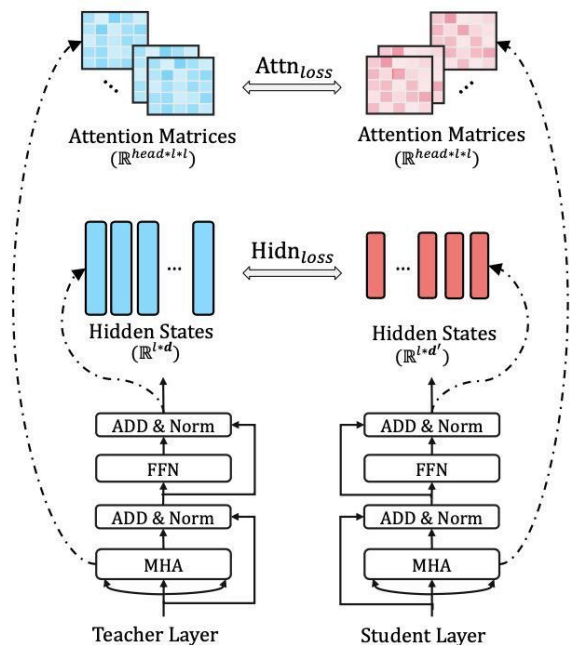 Attn_loss
Attention Matrices
(ℝ^{head*l*l})
Attention Matrices
(ℝ^{head*l*l})
Hidn_loss
...
...
Hidden States
(ℝ^{l*d})
Hidden States
(ℝ^{l*d'})
ADD & Norm
FFN
ADD & Norm
MHA
Teacher Layer
ADD & Norm
FFN
ADD & Norm
MHA
Student Layer